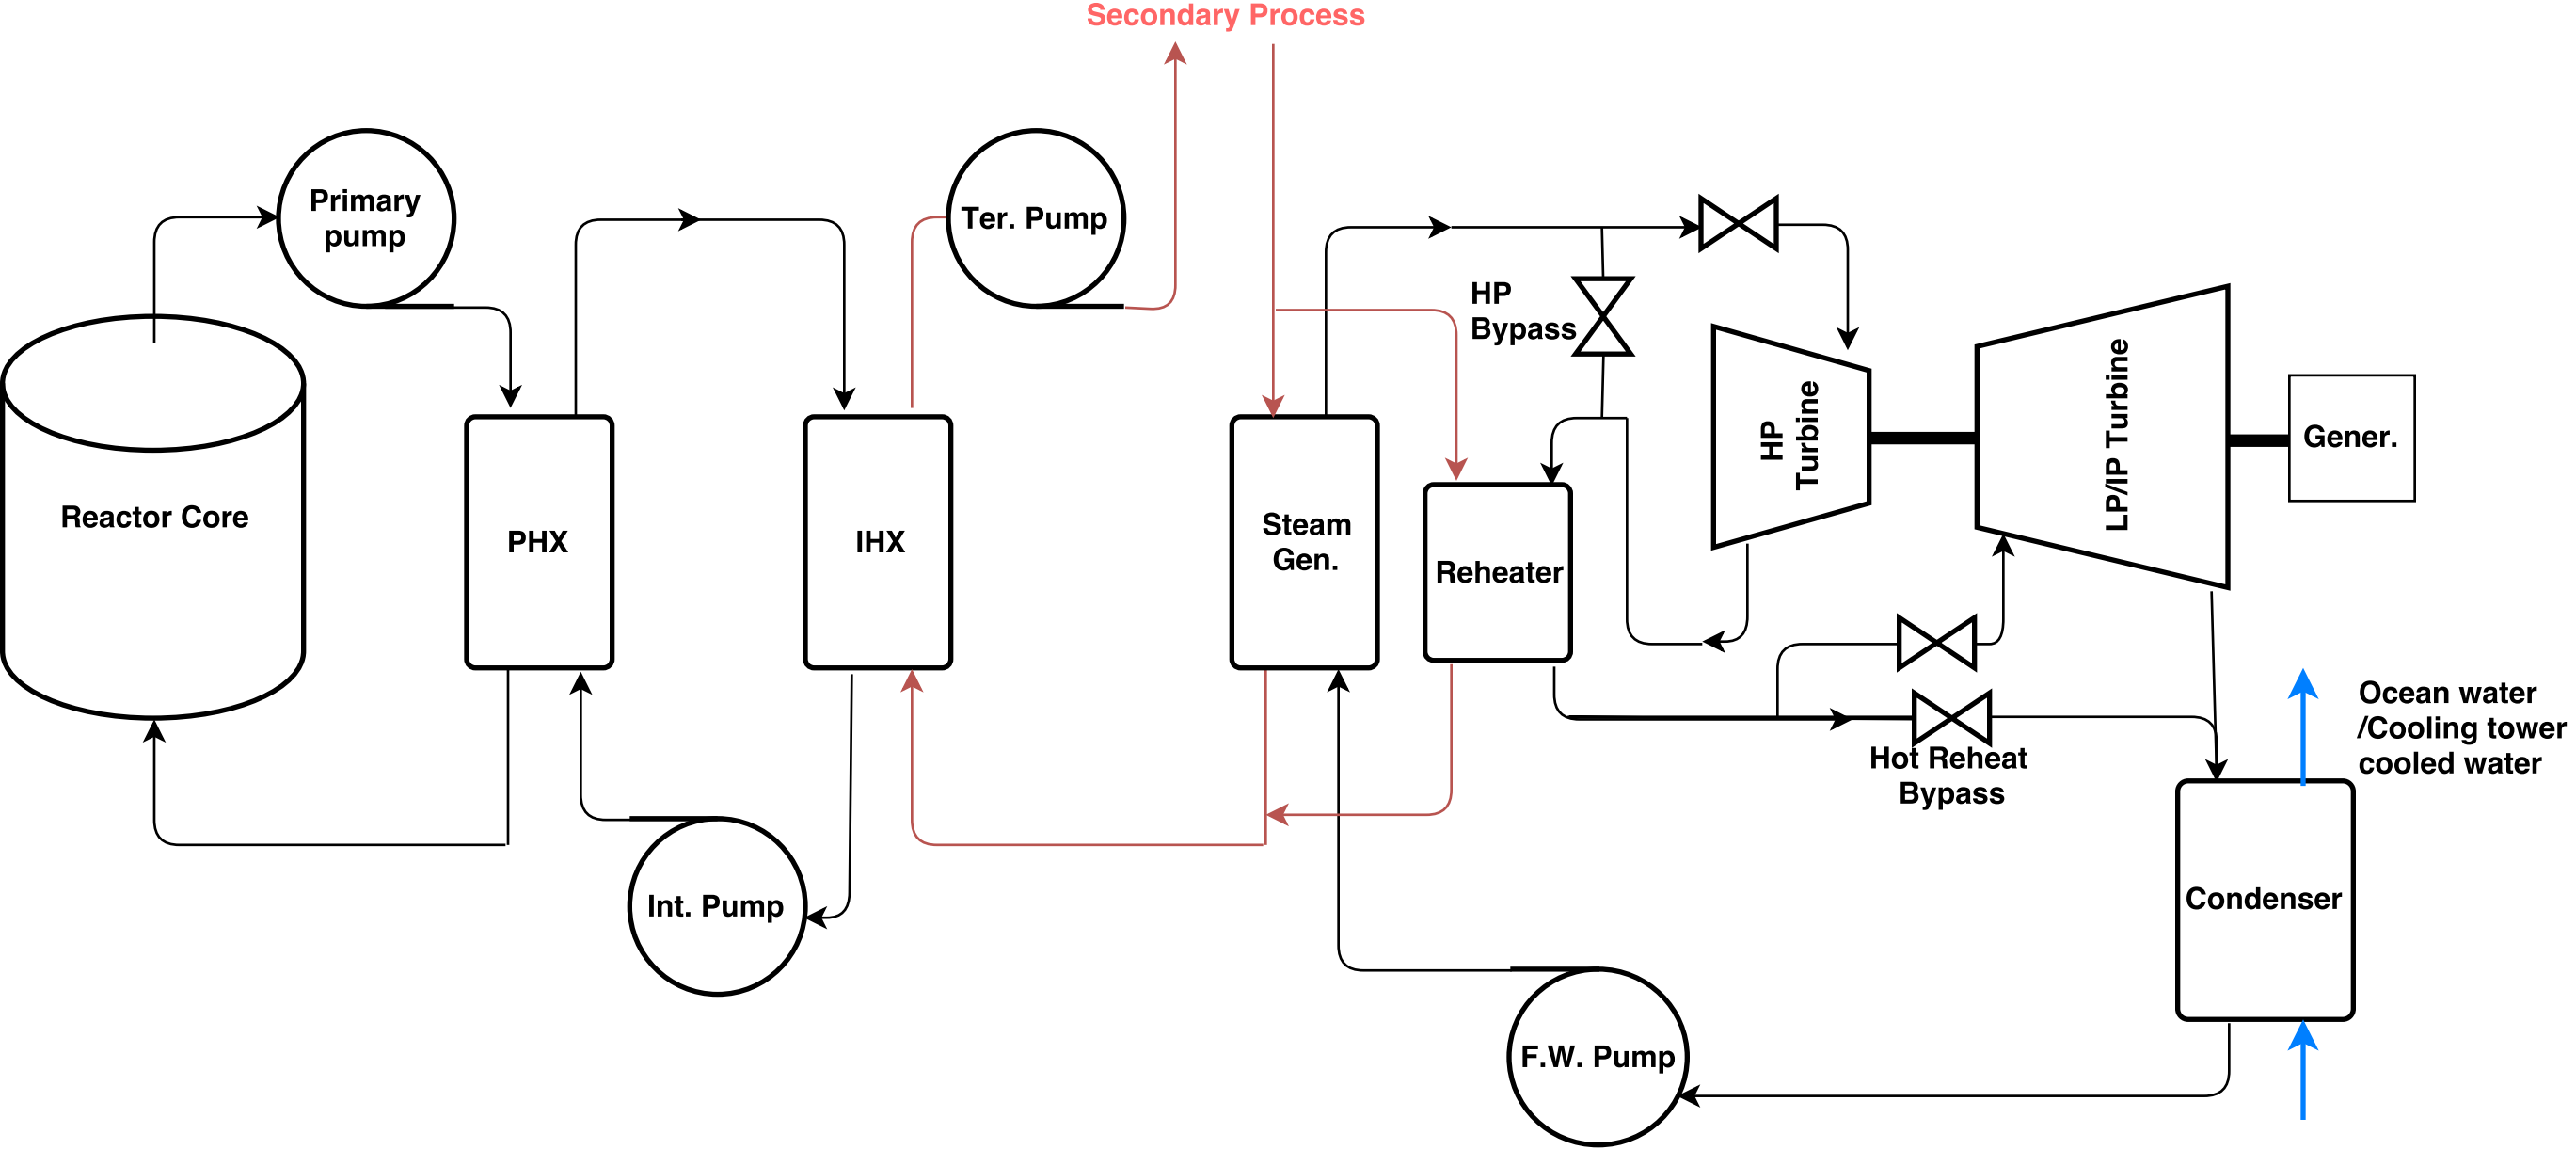 Secondary Process
Primary
pump
Ter. Pump
HP
Bypass
HP
Turbine
LP/IP Turbine
Gener.
Reactor Core
PHX
IHX
Steam
Gen.
Reheater
Hot Reheat
Bypass
Ocean water
/Cooling tower
cooled water
Int. Pump
Condenser
F.W. Pump